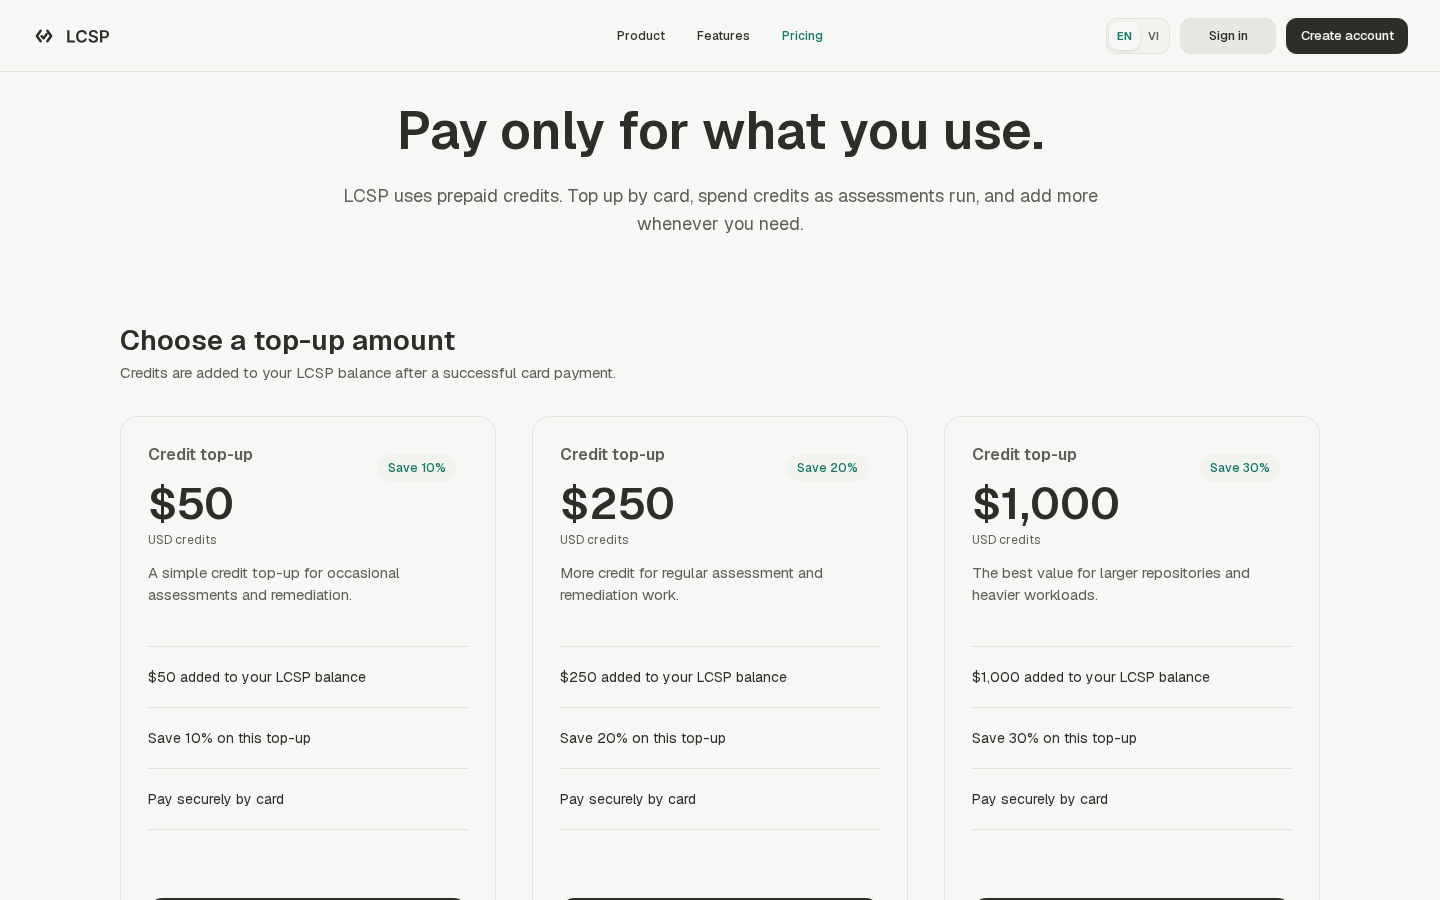 LCSP
Product
Features
Pricing
EN
VI
Sign in
Create account
Pay only for what you use.
LCSP uses prepaid credits. Top up by card, spend credits as assessments run, and add more
whenever you need.
Choose a top-up amount
Credits are added to your LCSP balance after a successful card payment.
Credit top-up
Save 10%
$50
USD credits
A simple credit top-up for occasional
assessments and remediation.
$50 added to your LCSP balance
Save 10% on this top-up
Pay securely by card
Credit top-up
Save 20%
$250
USD credits
More credit for regular assessment and
remediation work.
$250 added to your LCSP balance
Save 20% on this top-up
Pay securely by card
Credit top-up
Save 30%
$1,000
USD credits
The best value for larger repositories and
heavier workloads.
$1,000 added to your LCSP balance
Save 30% on this top-up
Pay securely by card